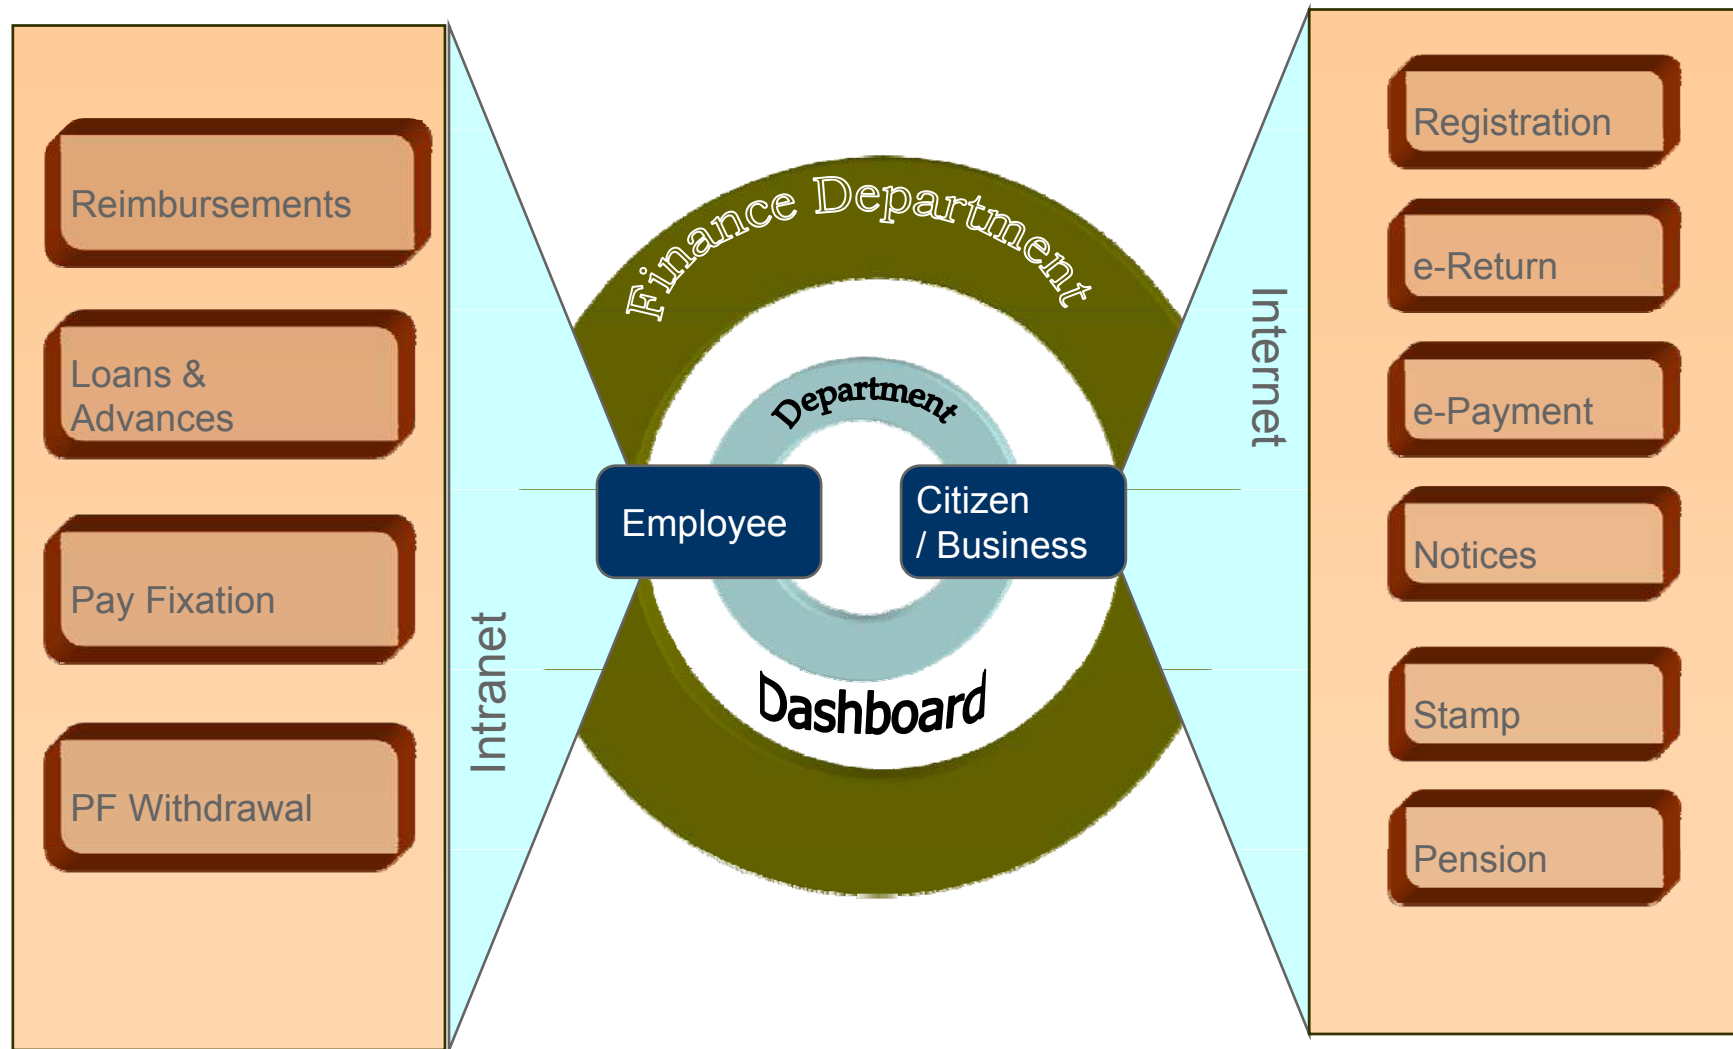 Reimbursements
Loans &
Advances
Pay Fixation
PF Withdrawal
Intranet
Finance Department
Department
Employee
Citizen
/ Business
Dashboard
Internet
Registration
e-Return
e-Payment
Notices
Stamp
Pension